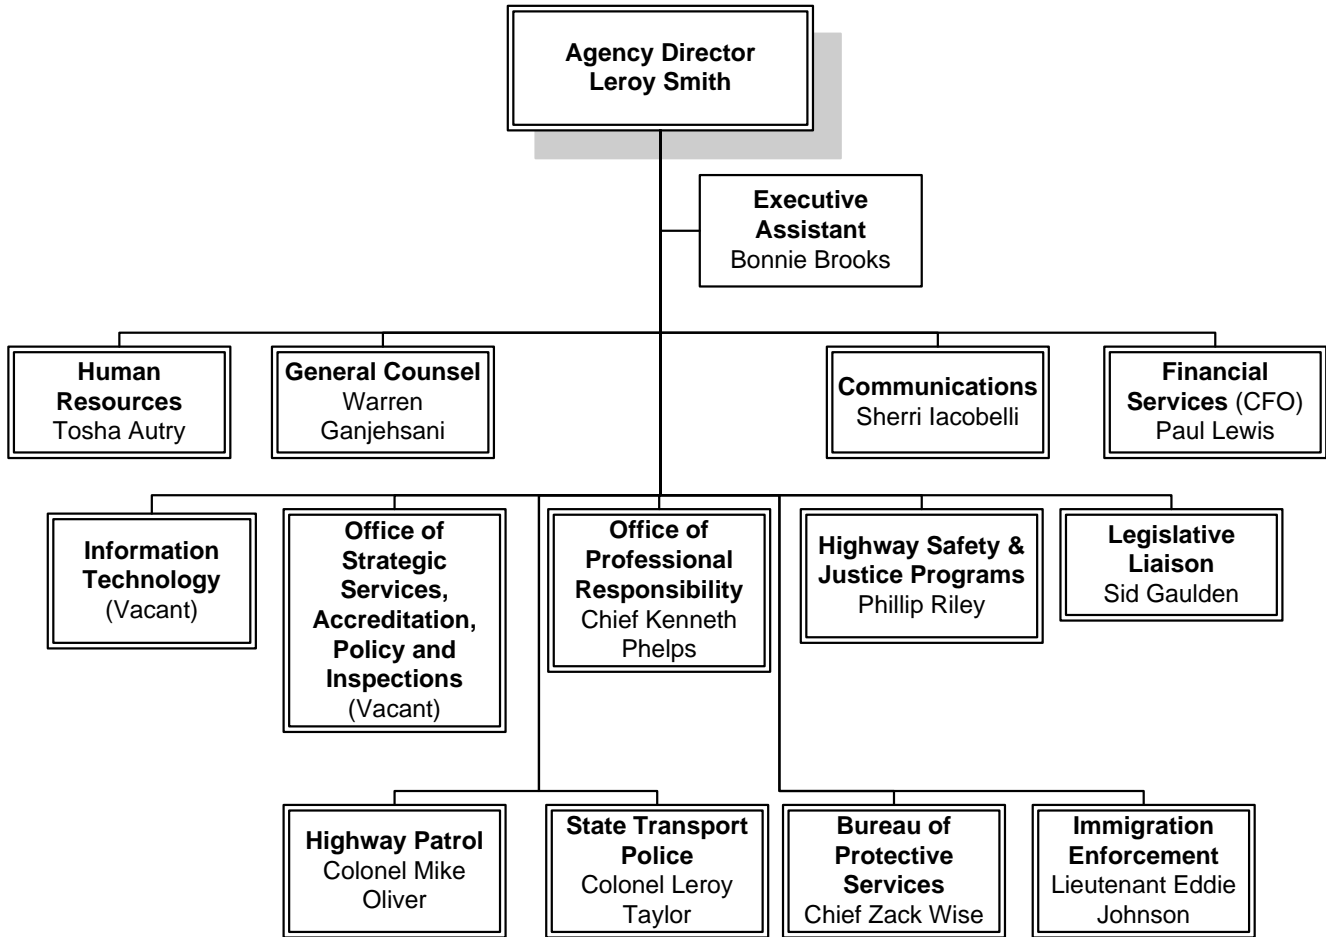 Agency Director
Leroy Smith
Executive
Assistant
Bonnie Brooks
Human
Resources
Tosha Autry
General Counsel
Warren
Ganjehsani
Communications
Sherri Iacobelli
Financial
Services (CFO)
Paul Lewis
Information
Technology
(Vacant)
Office of
Strategic
Services,
Accreditation,
Policy and
Inspections
(Vacant)
Office of
Professional
Responsibility
Chief Kenneth
Phelps
Highway Safety &
Justice Programs
Phillip Riley
Legislative
Liaison
Sid Gaulden
Highway Patrol
Colonel Mike
Oliver
State Transport
Police
Colonel Leroy
Taylor
Bureau of
Protective
Services
Chief Zack Wise
Immigration
Enforcement
Lieutenant Eddie
Johnson